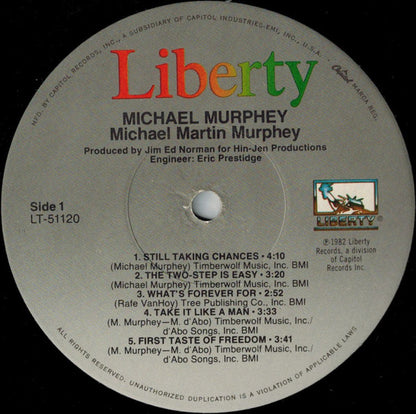 MFG. BY CAPITOL RECORDS, INC., A SUBSIDIARY OF CAPITOL INDUSTRIES-EMI, INC., U.S.A. • Capitol MARCA REG.
Liberty
MICHAEL MURPHEY
Michael Martin Murphey
Produced by Jim Ed Norman for Hin-Jen Productions
Engineer: Eric Prestidge
Side 1
LT-51120
LIBERTY
℗ 1982 Liberty
Records, a division
of Capitol
Records Inc.
1. STILL TAKING CHANCES • 4:10
(Michael Murphey) Timberwolf Music, Inc. BMI
2. THE TWO-STEP IS EASY • 3:20
(Michael Murphey) Timberwolf Music, Inc. BMI
3. WHAT'S FOREVER FOR • 2:52
(Rafe VanHoy) Tree Publishing Co., Inc. BMI
4. TAKE IT LIKE A MAN • 3:33
(M. Murphey—M. d'Abo) Timberwolf Music, Inc./
d'Abo Songs, Inc. BMI
5. FIRST TASTE OF FREEDOM • 3:41
(M. Murphey—M. d'Abo) Timberwolf Music, Inc./
d'Abo Songs Inc. BMI
ALL RIGHTS RESERVED. UNAUTHORIZED DUPLICATION IS A VIOLATION OF APPLICABLE LAWS